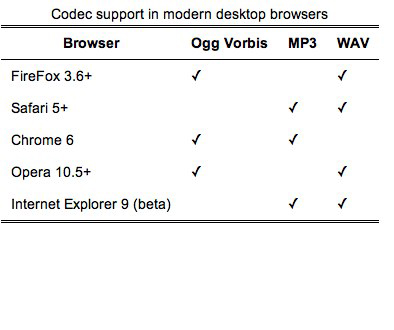 Codec support in modern desktop browsers
Browser Ogg Vorbis MP3 WAV
FireFox 3.6+ ✓ ✓
Safari 5+ ✓ ✓
Chrome 6 ✓ ✓
Opera 10.5+ ✓ ✓
Internet Explorer 9 (beta) ✓ ✓